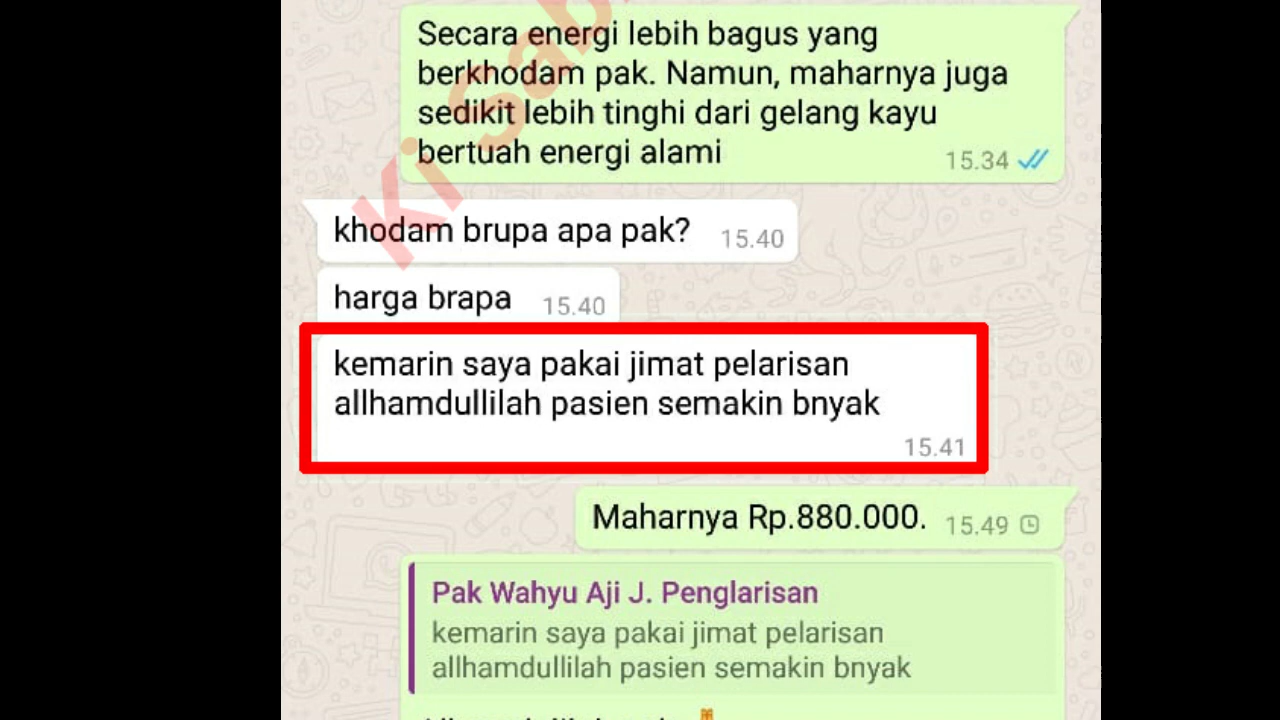 Secara energi lebih bagus yang
berkhodam pak. Namun, maharnya juga
sedikit lebih tinghi dari gelang kayu
bertuah energi alami
15.34
khodam brupa apa pak?
15.40
harga brapa
15.40
kemarin saya pakai jimat pelarisan
allhamdullilah pasien semakin bnyak
15.41
Maharnya Rp.880.000.
15.49
Pak Wahyu Aji J. Penglarisan
kemarin saya pakai jimat pelarisan
allhamdullilah pasien semakin bnyak
Ki Sab